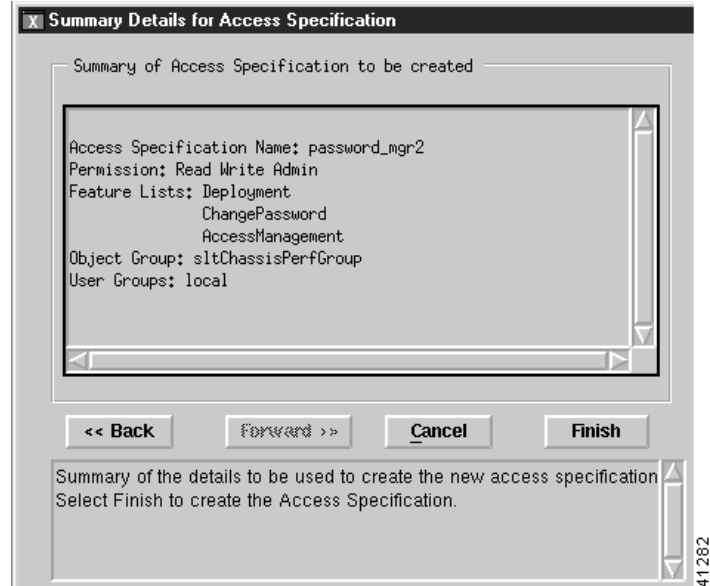 X Summary Details for Access Specification
Summary of Access Specification to be created
Access Specification Name: password_mgr2
Permission: Read Write Admin
Feature Lists: Deployment
ChangePassword
AccessManagement
Object Group: sltChassisPerfGroup
User Groups: local
<< Back Forward >> Cancel Finish
Summary of the details to be used to create the new access specification
Select Finish to create the Access Specification.
41282